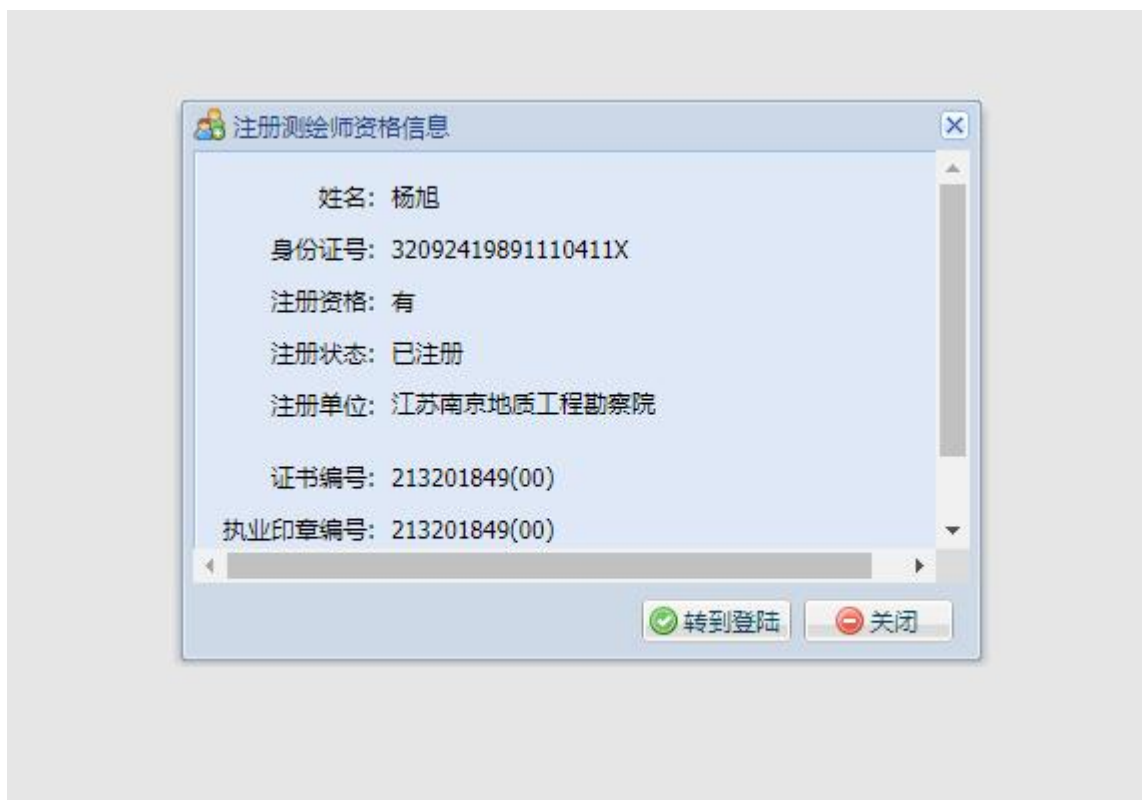 注册测绘师资格信息
姓名: 杨旭
身份证号: 32092419891110411X
注册资格: 有
注册状态: 已注册
注册单位: 江苏南京地质工程勘察院
证书编号: 213201849(00)
执业印章编号: 213201849(00)
转到登陆 关闭